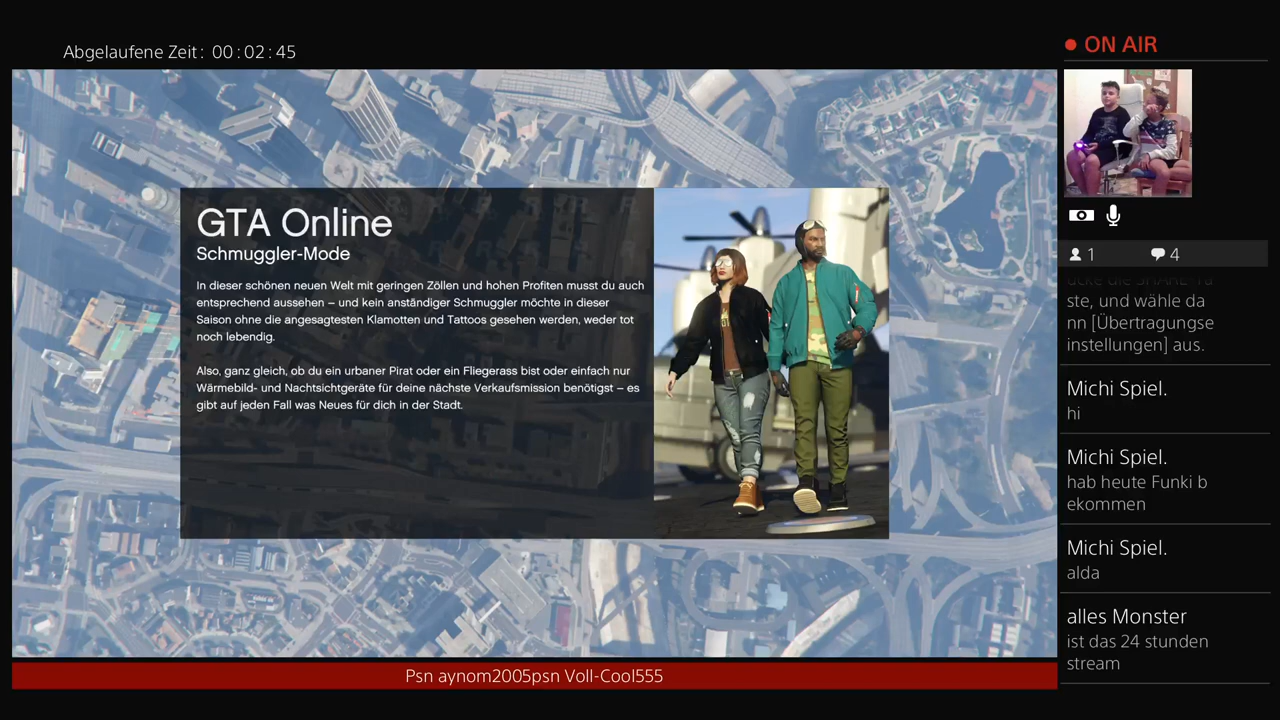 Abgelaufene Zeit: 00:02:45
ON AIR
GTA Online
Schmuggler-Mode
In dieser schönen neuen Welt mit geringen Zöllen und hohen Profiten musst du auch
entsprechend aussehen – und kein anständiger Schmuggler möchte in dieser
Saison ohne die angesagtesten Klamotten und Tattoos gesehen werden, weder tot
noch lebendig.
Also, ganz gleich, ob du ein urbaner Pirat oder ein Fliegerass bist oder einfach nur
Wärmebild- und Nachtsichtgeräte für deine nächste Verkaufsmission benötigst – es
gibt auf jeden Fall was Neues für dich in der Stadt.
1 4
ücke die SHARE-Ta
ste, und wähle da
nn [Übertragungse
instellungen] aus.
Michi Spiel.
hi
Michi Spiel.
hab heute Funki b
ekommen
Michi Spiel.
alda
alles Monster
ist das 24 stunden
stream
Psn aynom2005psn Voll-Cool555